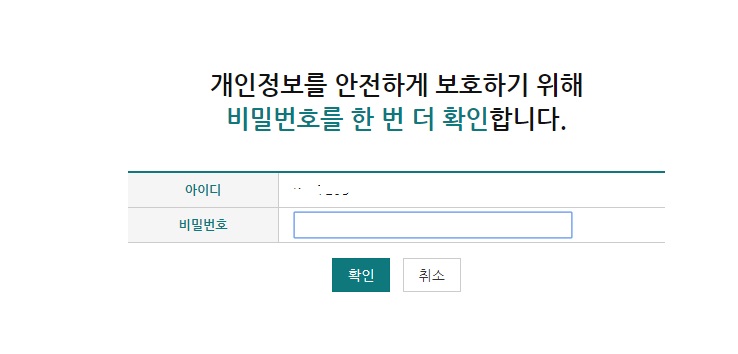 개인정보를 안전하게 보호하기 위해
비밀번호를 한 번 더 확인합니다.
아이디
비밀번호
확인 취소